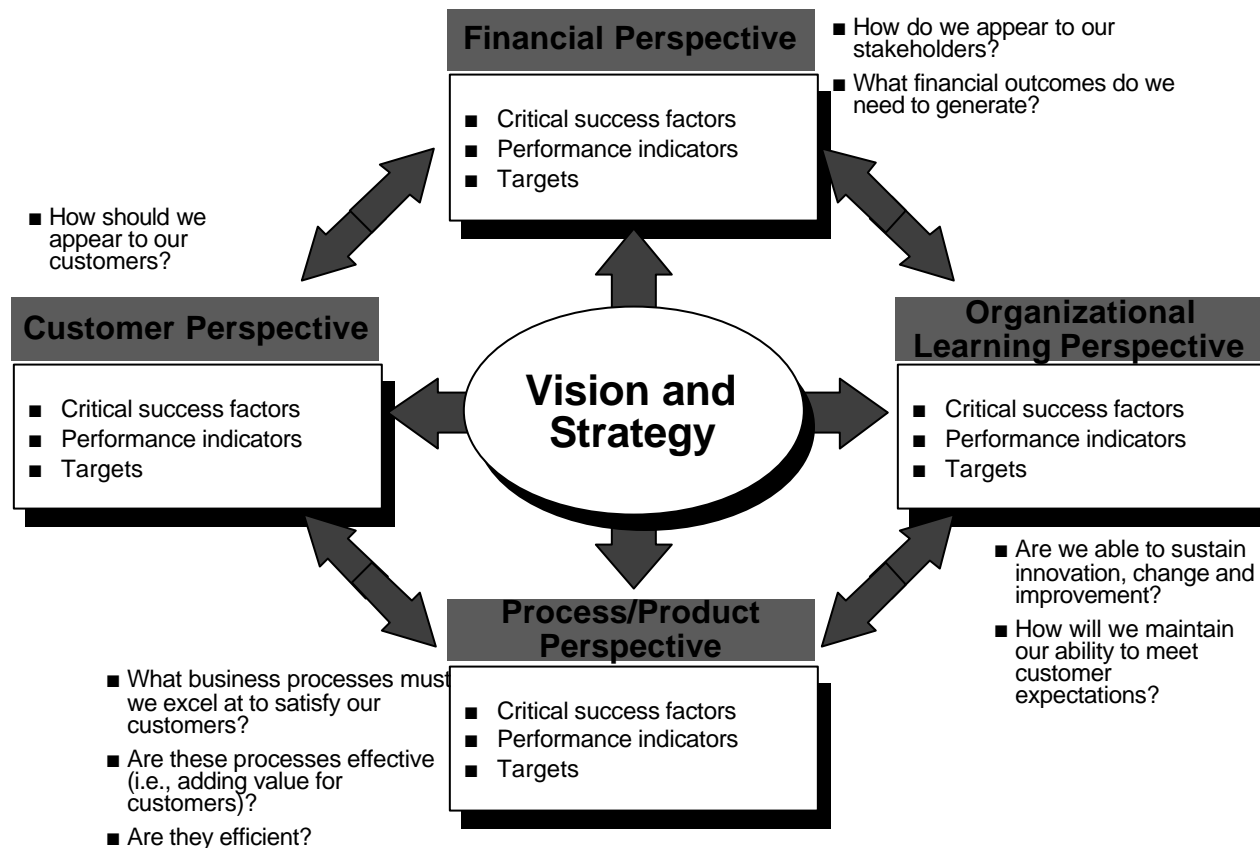 Financial Perspective
■ Critical success factors
■ Performance indicators
■ Targets
■ How do we appear to our
stakeholders?
■ What financial outcomes do we
need to generate?
■ How should we
appear to our
customers?
Customer Perspective
■ Critical success factors
■ Performance indicators
■ Targets
Vision and
Strategy
Organizational
Learning Perspective
■ Critical success factors
■ Performance indicators
■ Targets
■ Are we able to sustain
innovation, change and
improvement?
■ How will we maintain
our ability to meet
customer
expectations?
Process/Product
Perspective
■ Critical success factors
■ Performance indicators
■ Targets
■ What business processes must
we excel at to satisfy our
customers?
■ Are these processes effective
(i.e., adding value for
customers)?
■ Are they efficient?